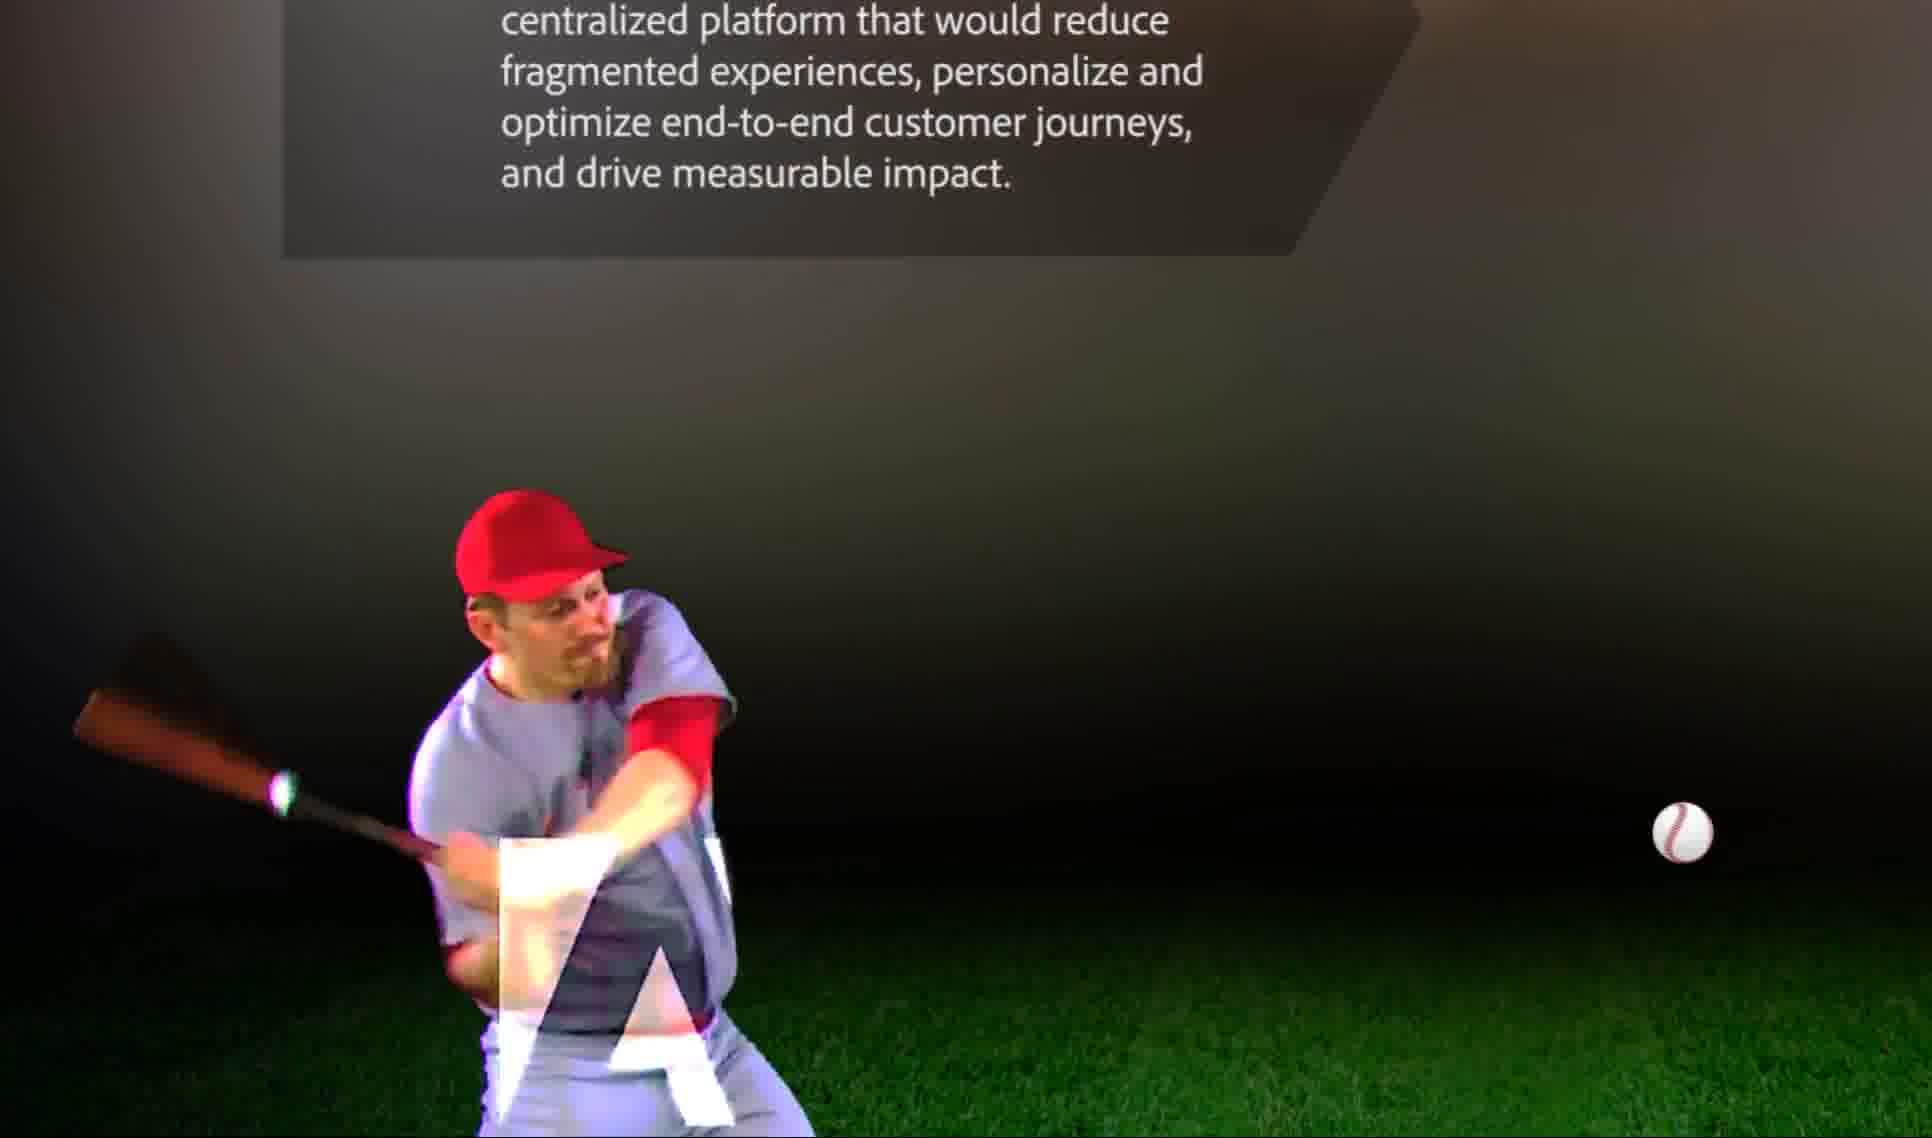 centralized platform that would reduce
fragmented experiences, personalize and
optimize end-to-end customer journeys,
and drive measurable impact.